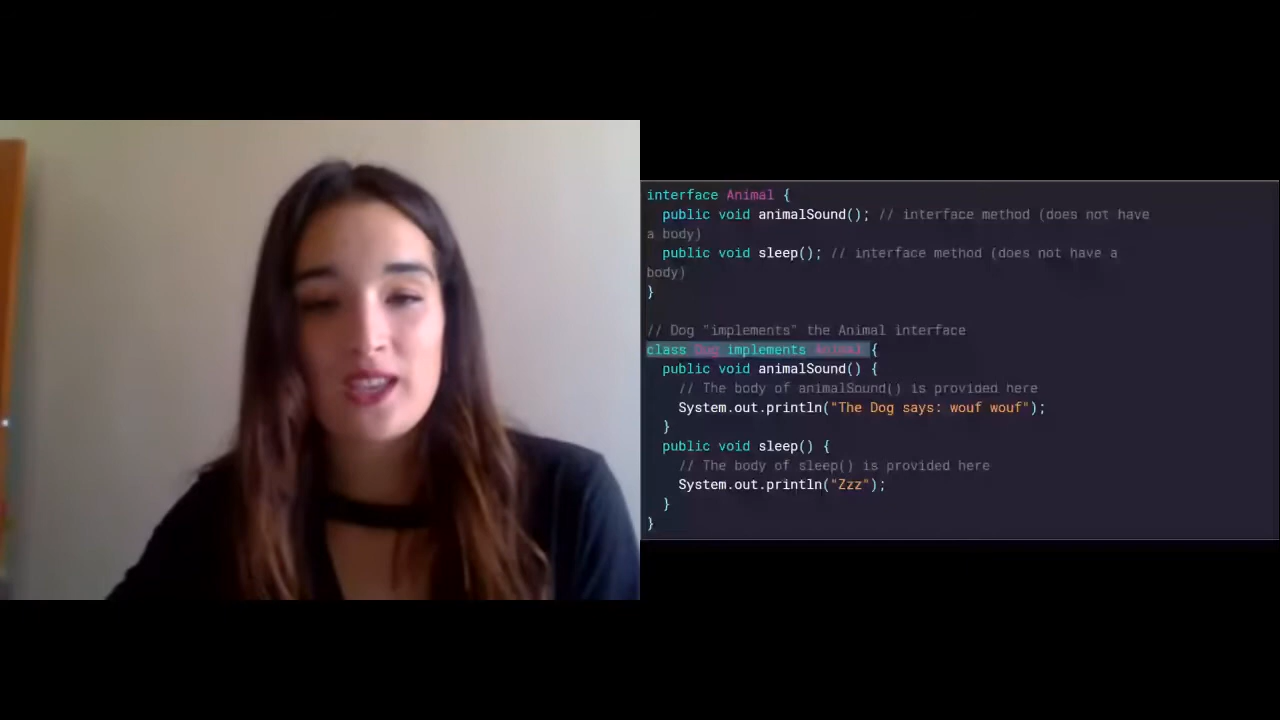 interface Animal {
public void animalSound(); // interface method (does not have
a body)
public void sleep(); // interface method (does not have a
body)
}
// Dog "implements" the Animal interface
class Dog implements Animal {
public void animalSound() {
// The body of animalSound() is provided here
System.out.println("The Dog says: wouf wouf");
}
public void sleep() {
// The body of sleep() is provided here
System.out.println("Zzz");
}
}